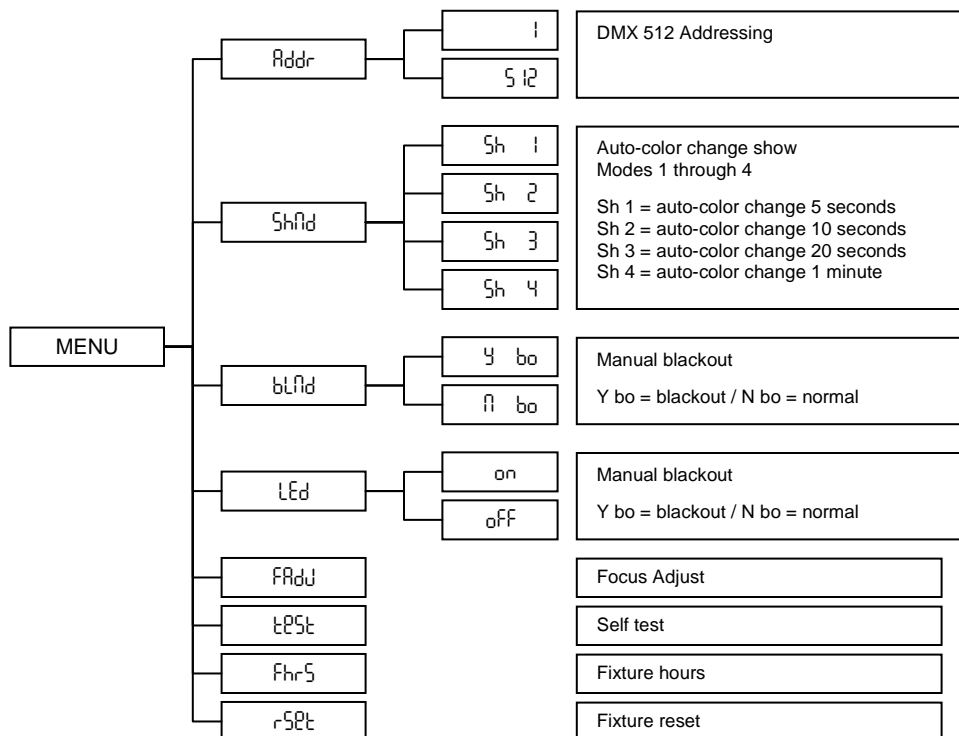 MENU
Addr
1
512
DMX 512 Addressing
ShMd
Sh 1
Sh 2
Sh 3
Sh 4
Auto-color change show
Modes 1 through 4
Sh 1 = auto-color change 5 seconds
Sh 2 = auto-color change 10 seconds
Sh 3 = auto-color change 20 seconds
Sh 4 = auto-color change 1 minute
bLMd
Y bo
N bo
Manual blackout
Y bo = blackout / N bo = normal
LEd
on
oFF
Manual blackout
Y bo = blackout / N bo = normal
FAdJ
Focus Adjust
teSt
Self test
FhrS
Fixture hours
rSet
Fixture reset